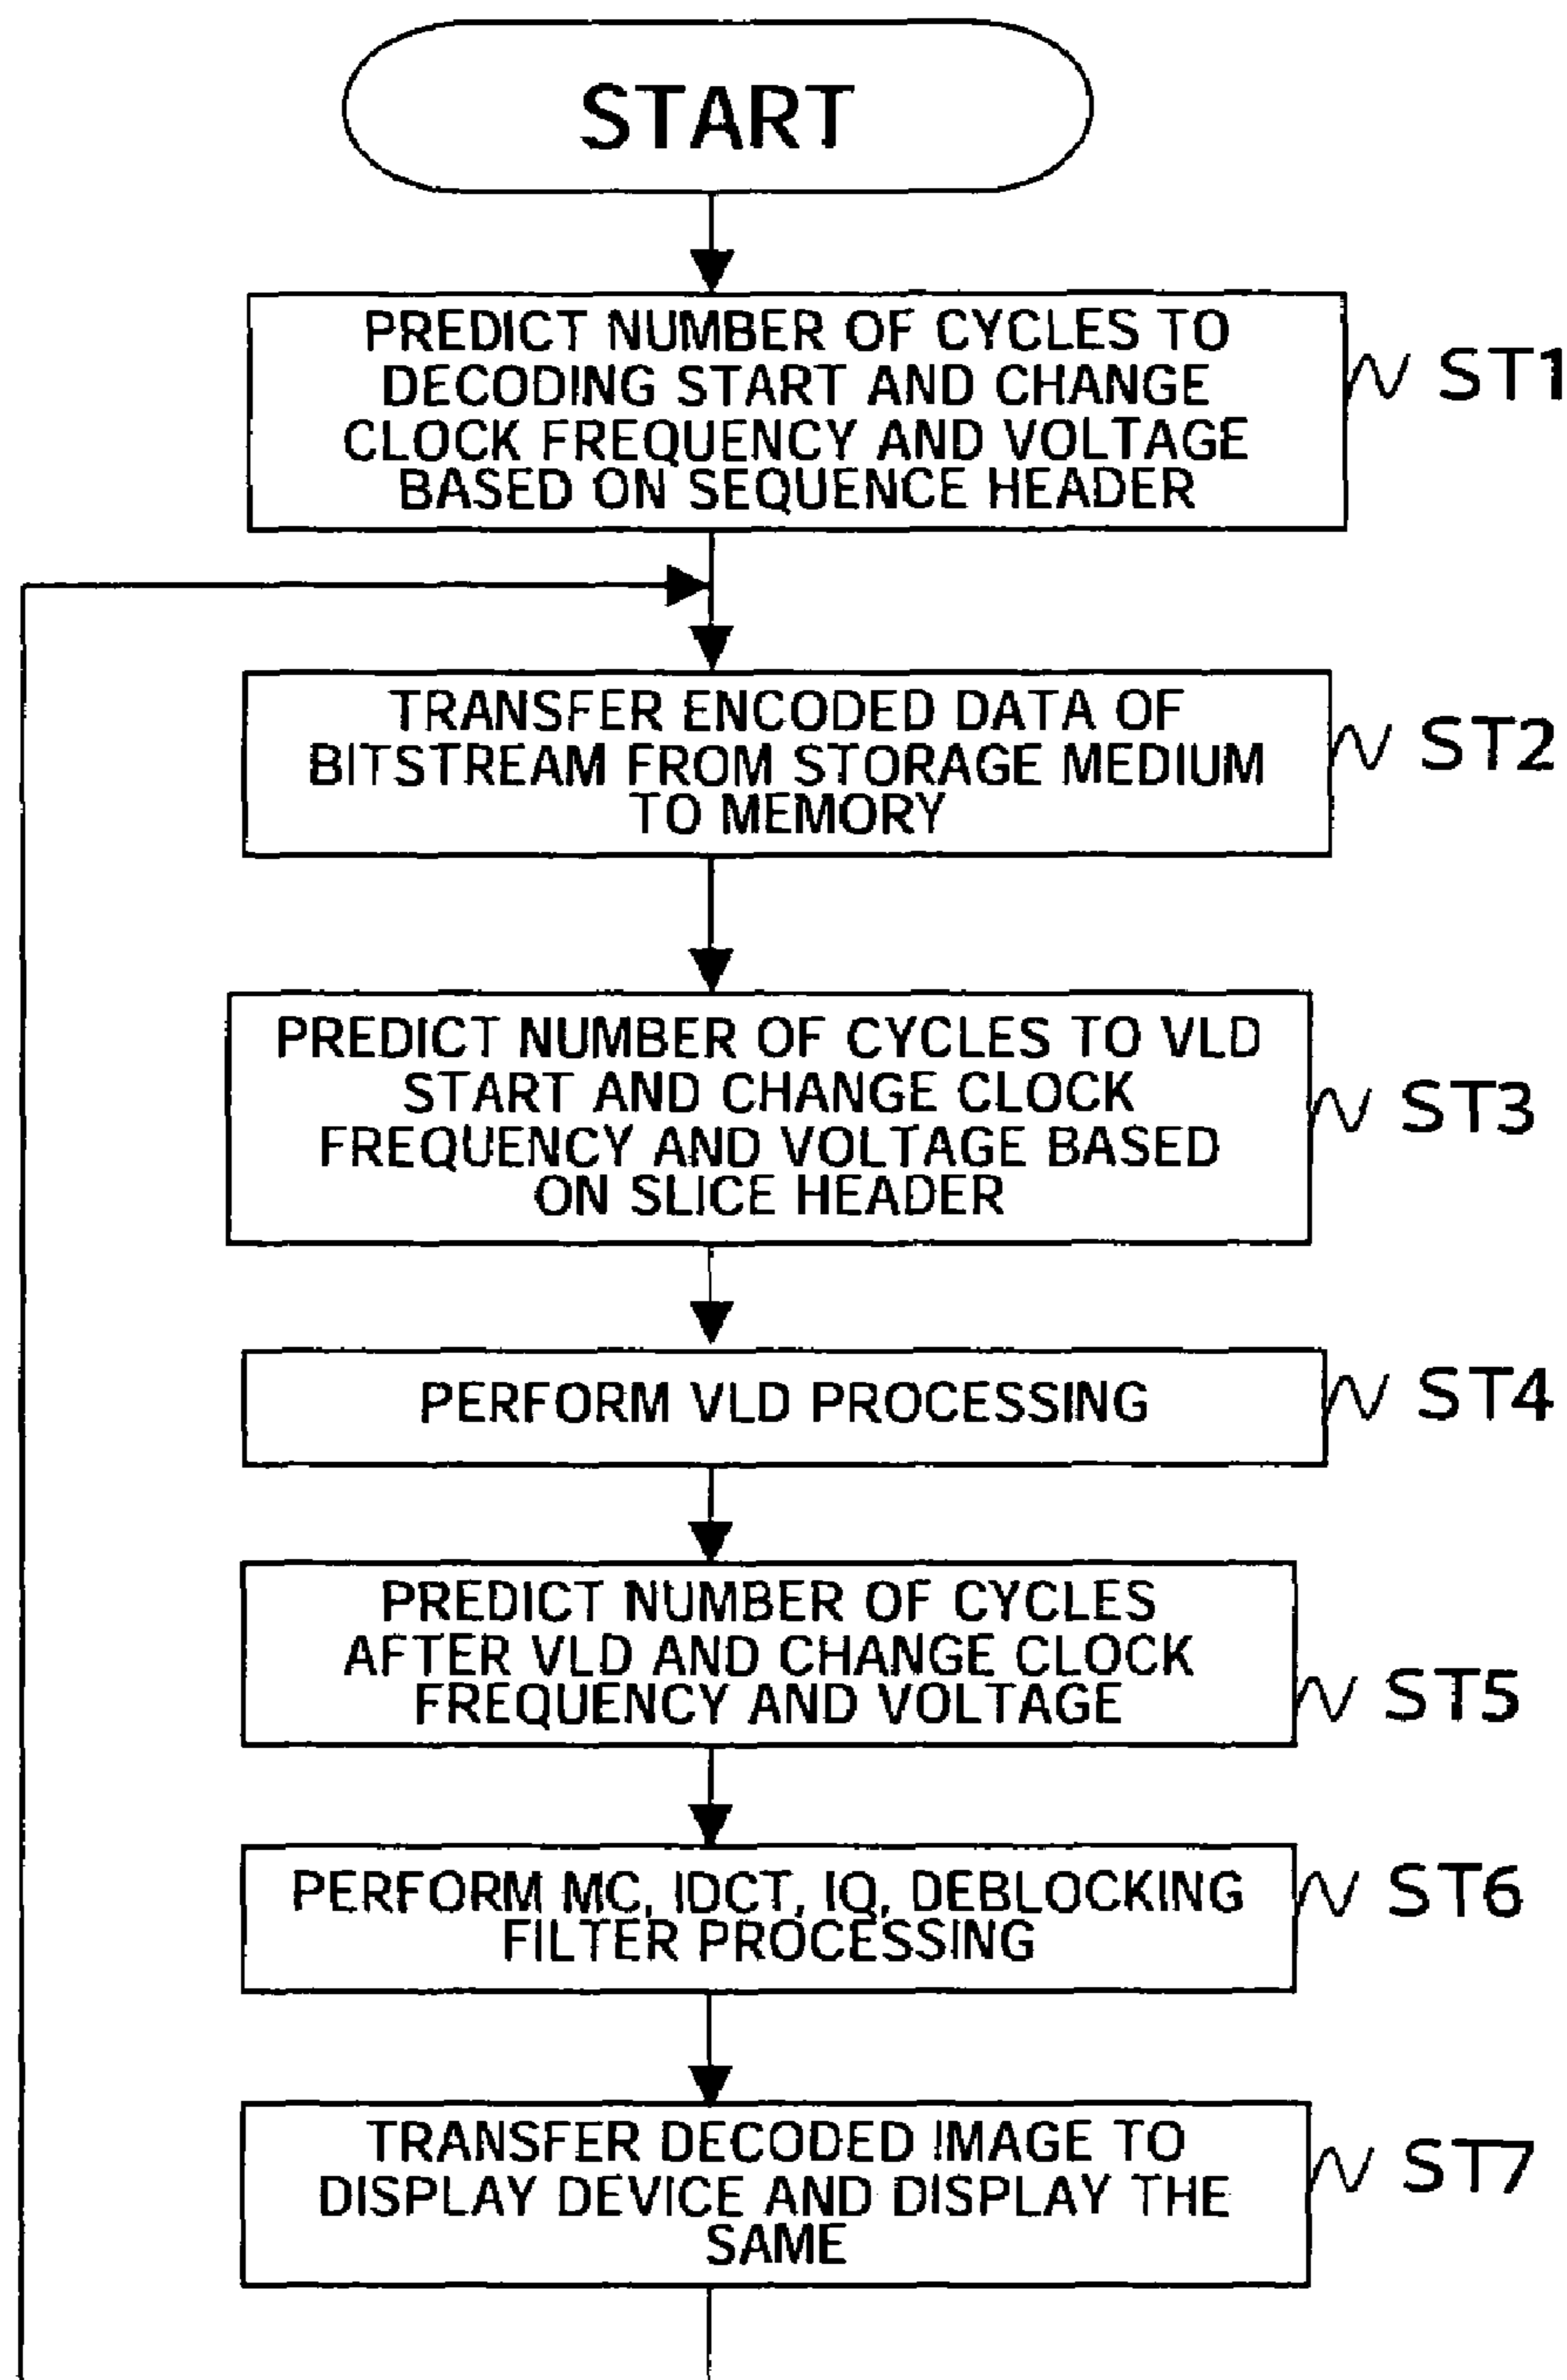 START
PREDICT NUMBER OF CYCLES TO
DECODING START AND CHANGE
CLOCK FREQUENCY AND VOLTAGE
BASED ON SEQUENCE HEADER
ST1
TRANSFER ENCODED DATA OF
BITSTREAM FROM STORAGE MEDIUM
TO MEMORY
ST2
PREDICT NUMBER OF CYCLES TO VLD
START AND CHANGE CLOCK
FREQUENCY AND VOLTAGE BASED
ON SLICE HEADER
ST3
PERFORM VLD PROCESSING
ST4
PREDICT NUMBER OF CYCLES
AFTER VLD AND CHANGE CLOCK
FREQUENCY AND VOLTAGE
ST5
PERFORM MC, IDCT, IQ, DEBLOCKING
FILTER PROCESSING
ST6
TRANSFER DECODED IMAGE TO
DISPLAY DEVICE AND DISPLAY THE
SAME
ST7